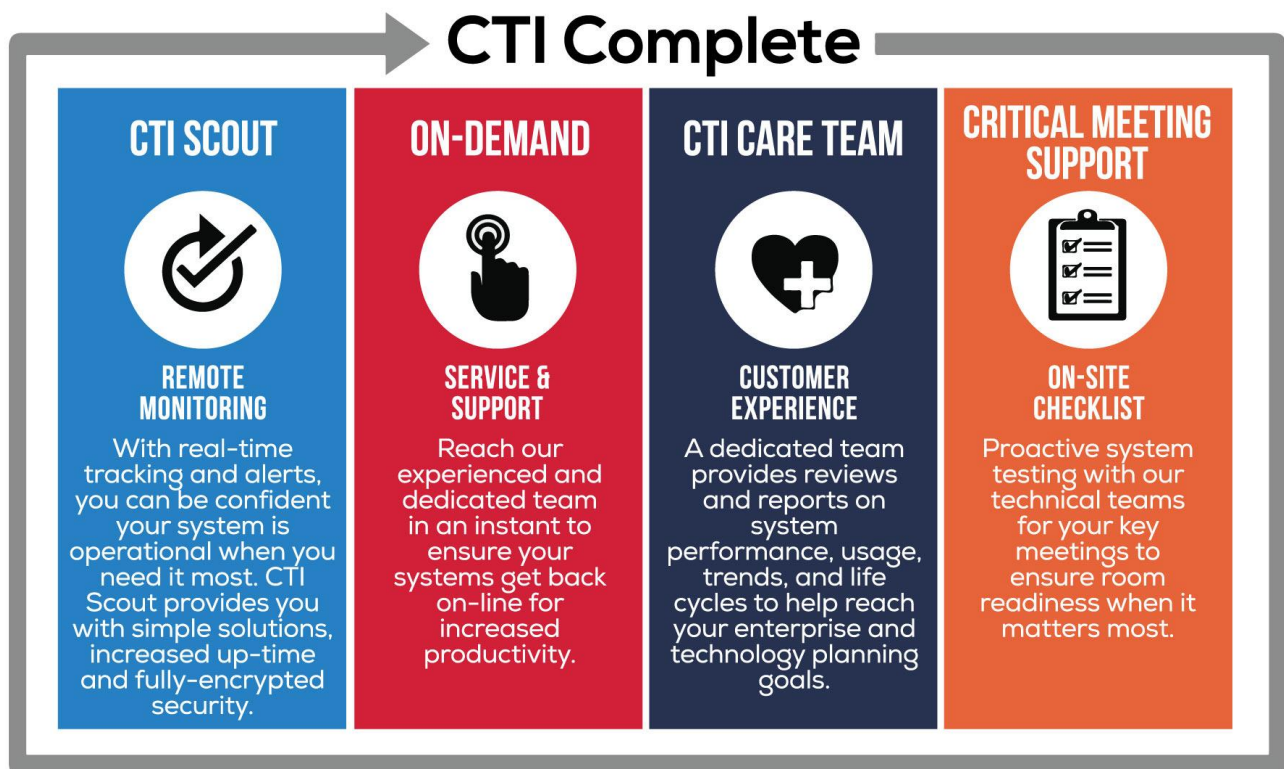 CTI Complete
CTI SCOUT
REMOTE
MONITORING
With real-time
tracking and alerts,
you can be confident
your system is
operational when you
need it most. CTI
Scout provides you
with simple solutions,
increased up-time
and fully-encrypted
security.
ON-DEMAND
SERVICE &
SUPPORT
Reach our
experienced and
dedicated team
in an instant to
ensure your
systems get back
on-line for
increased
productivity.
CTI CARE TEAM
CUSTOMER
EXPERIENCE
A dedicated team
provides reviews
and reports on
system
performance, usage,
trends, and life
cycles to help reach
your enterprise and
technology planning
goals.
CRITICAL MEETING
SUPPORT
ON-SITE
CHECKLIST
Proactive system
testing with our
technical teams
for your key
meetings to
ensure room
readiness when it
matters most.